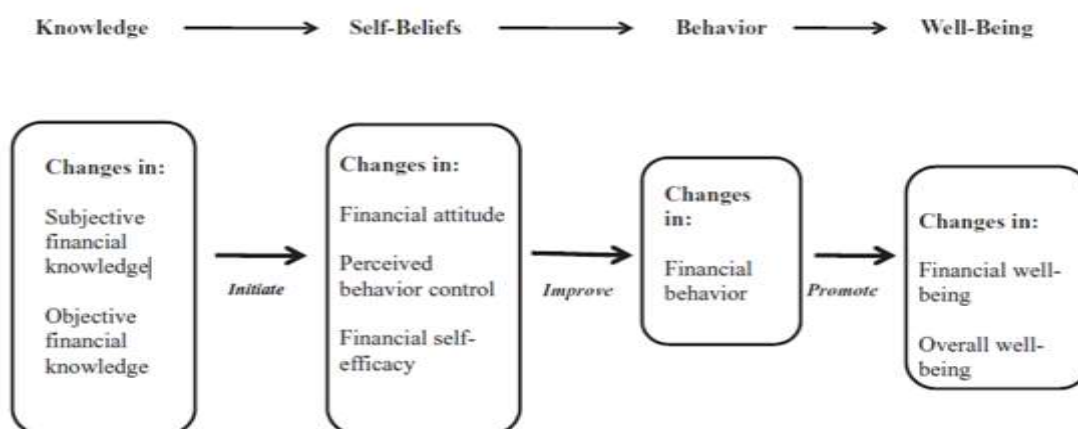 Knowledge Self-Beliefs Behavior Well-Being
Changes in:
Subjective
financial
knowledge
Objective
financial
knowledge
Initiate
Changes in:
Financial attitude
Perceived
behavior control
Financial self-
efficacy
Improve
Changes
in:
Financial
behavior
Promote
Changes in:
Financial well-
being
Overall well-
being